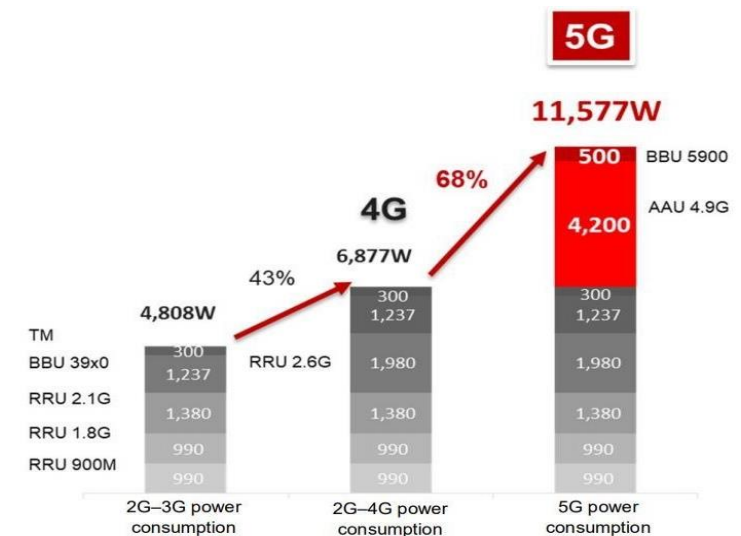 5G
11,577W
500 BBU 5900
68%
4,200 AAU 4.9G
4G
6,877W
43%
4,808W
300 300
1,237 1,237
TM
300
BBU 39x0
1,237
RRU 2.6G
1,980 1,980
RRU 2.1G
1,380 1,380 1,380
RRU 1.8G
990 990 990
RRU 900M
990 990 990
2G–3G power
consumption
2G–4G power
consumption
5G power
consumption